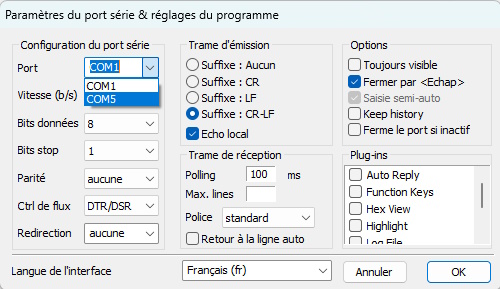 Paramètres du port série & réglages du programme
Configuration du port série
Port COM1
COM1
COM5
Vitesse (b/s)
Bits données 8
Bits stop 1
Parité aucune
Ctrl de flux DTR/DSR
Redirection aucune
Trame d'émission
Suffixe : Aucun
Suffixe : CR
Suffixe : LF
Suffixe : CR-LF
Echo local
Trame de réception
Polling 100 ms
Max. lines
Police standard
Retour à la ligne auto
Options
Toujours visible
Fermer par <Echap>
Saisie semi-auto
Keep history
Ferme le port si inactif
Plug-ins
Auto Reply
Function Keys
Hex View
Highlight
Log File
Langue de l'interface Français (fr) Annuler OK